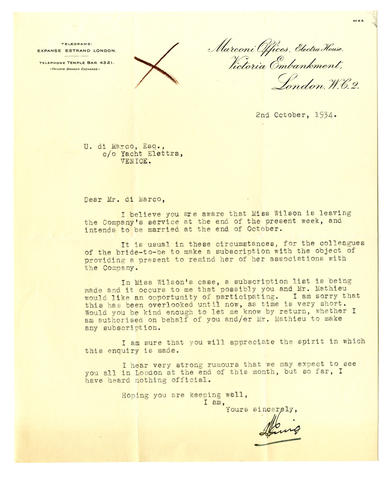 TELEGRAMS:
EXPANSE ESTRAND LONDON.
TELEPHONE TEMPLE BAR 4321.
(PRIVATE BRANCH EXCHANGE)
Marconi Offices, Electra House,
Victoria Embankment,
London, W.C.2.
2nd October, 1934.
U. di Marco, Esq.,
c/o Yacht Elettra,
VENICE.
Dear Mr. di Marco,
I believe you are aware that Miss Wilson is leaving
the Company's service at the end of the present week, and
intends to be married at the end of October.
It is usual in these circumstances, for the colleagues
of the bride-to-be to make a subscription with the object of
providing a present to remind her of her associations with
the Company.
In Miss Wilson's case, a subscription list is being
made and it occurs to me that possibly you and Mr. Mathieu
would like an opportunity of participating. I am sorry that
this has been overlooked until now, as time is very short.
Would you be kind enough to let me know by return, whether I
am authorised on behalf of you and/or Mr. Mathieu to make
any subscription.
I am sure that you will appreciate the spirit in which
this enquiry is made.
I hear very strong rumours that we may expect to see
you all in London at the end of this month, but so far, I
have heard nothing official.
Hoping you are keeping well,
I am,
Yours sincerely,